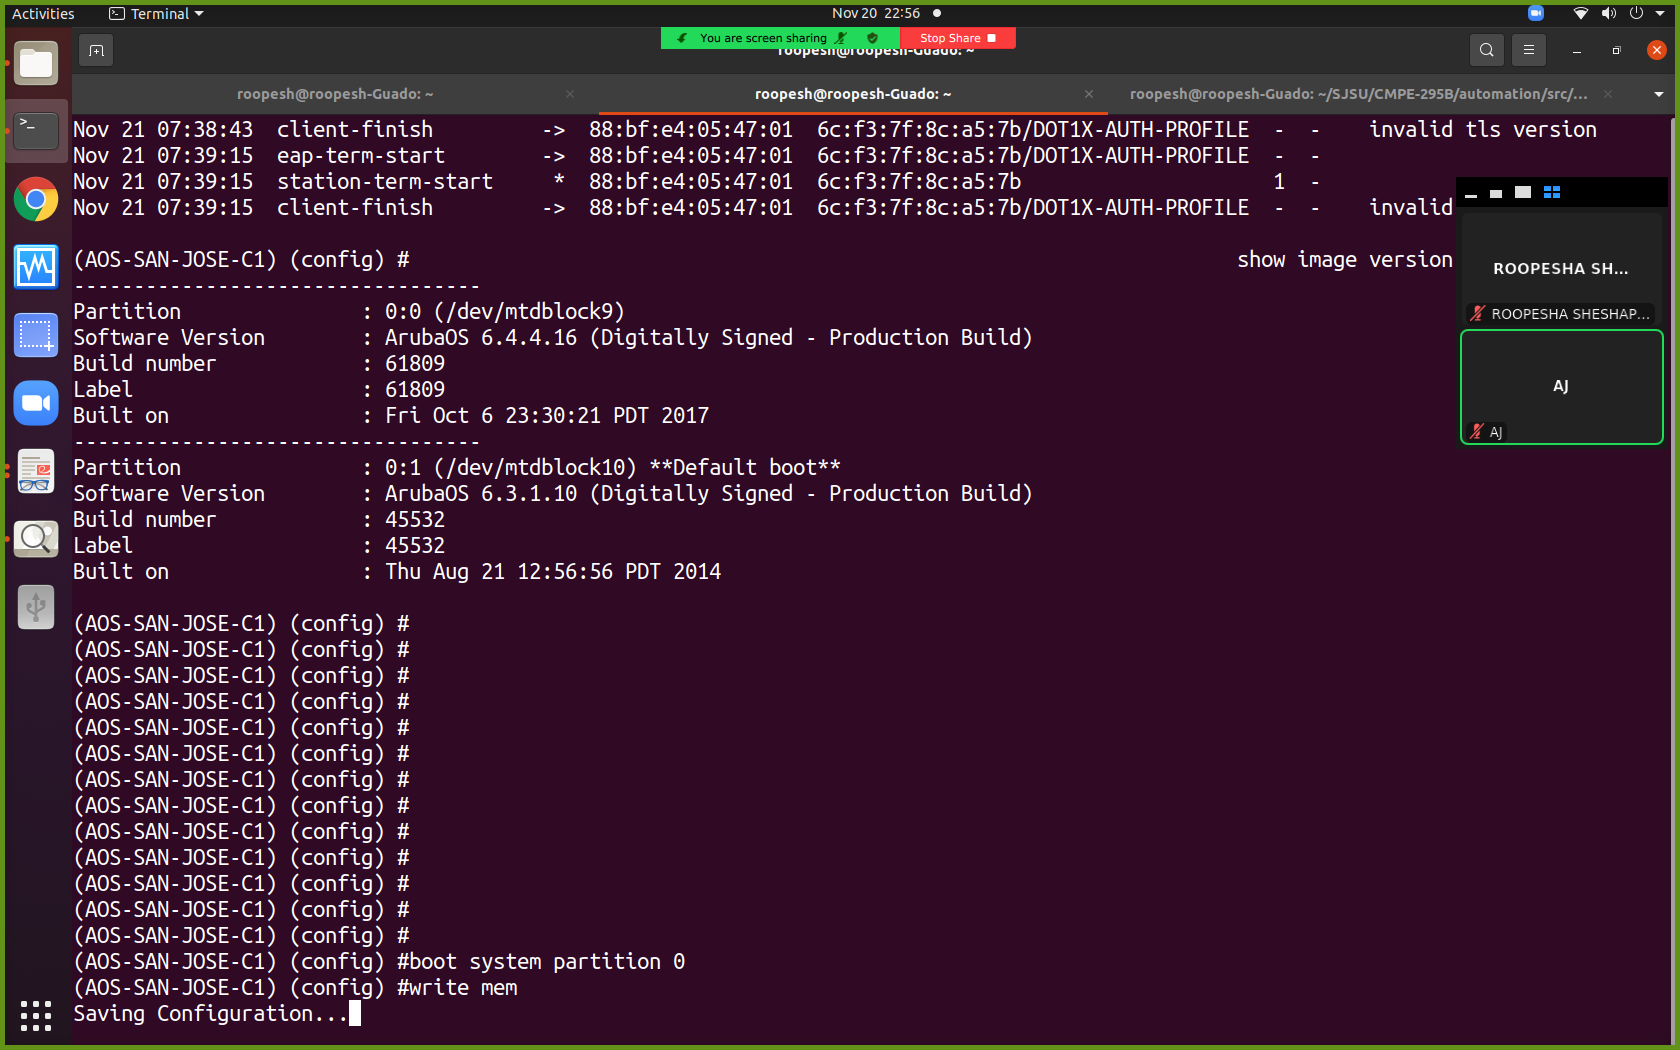 Activities Terminal Nov 20 22:56
You are screen sharing Stop Share
roopesh@roopesh-Guado: ~
roopesh@roopesh-Guado: ~ roopesh@roopesh-Guado: ~ roopesh@roopesh-Guado: ~/SJSU/CMPE-295B/automation/src/...
Nov 21 07:38:43 client-finish -> 88:bf:e4:05:47:01 6c:f3:7f:8c:a5:7b/DOT1X-AUTH-PROFILE - - invalid tls version
Nov 21 07:39:15 eap-term-start -> 88:bf:e4:05:47:01 6c:f3:7f:8c:a5:7b/DOT1X-AUTH-PROFILE - -
Nov 21 07:39:15 station-term-start * 88:bf:e4:05:47:01 6c:f3:7f:8c:a5:7b 1 -
Nov 21 07:39:15 client-finish -> 88:bf:e4:05:47:01 6c:f3:7f:8c:a5:7b/DOT1X-AUTH-PROFILE - - invalid
(AOS-SAN-JOSE-C1) (config) # show image version
----------------------------------
Partition : 0:0 (/dev/mtdblock9)
Software Version : ArubaOS 6.4.4.16 (Digitally Signed - Production Build)
Build number : 61809
Label : 61809
Built on : Fri Oct 6 23:30:21 PDT 2017
----------------------------------
Partition : 0:1 (/dev/mtdblock10) **Default boot**
Software Version : ArubaOS 6.3.1.10 (Digitally Signed - Production Build)
Build number : 45532
Label : 45532
Built on : Thu Aug 21 12:56:56 PDT 2014
(AOS-SAN-JOSE-C1) (config) #
(AOS-SAN-JOSE-C1) (config) #
(AOS-SAN-JOSE-C1) (config) #
(AOS-SAN-JOSE-C1) (config) #
(AOS-SAN-JOSE-C1) (config) #
(AOS-SAN-JOSE-C1) (config) #
(AOS-SAN-JOSE-C1) (config) #
(AOS-SAN-JOSE-C1) (config) #
(AOS-SAN-JOSE-C1) (config) #
(AOS-SAN-JOSE-C1) (config) #
(AOS-SAN-JOSE-C1) (config) #
(AOS-SAN-JOSE-C1) (config) #
(AOS-SAN-JOSE-C1) (config) #
(AOS-SAN-JOSE-C1) (config) #boot system partition 0
(AOS-SAN-JOSE-C1) (config) #write mem
Saving Configuration...
ROOPESHA SH...
ROOPESHA SHESHAP...
AJ
AJ